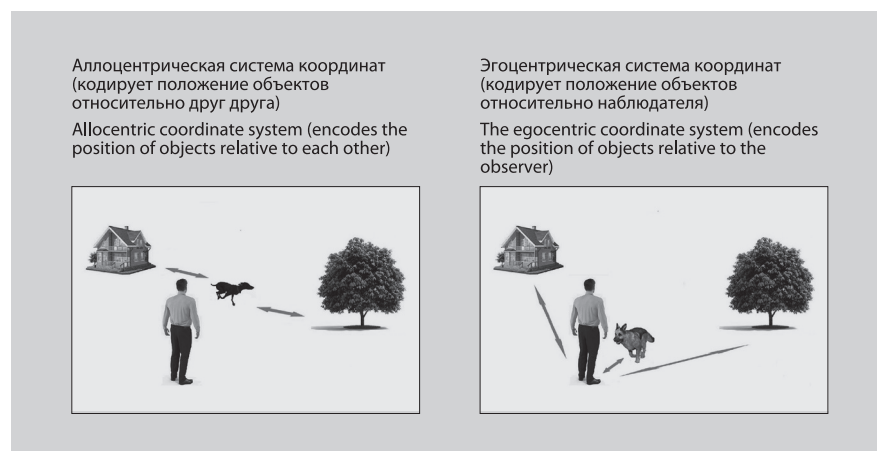 Аллоцентрическая система координат
(кодирует положение объектов
относительно друг друга)
Allocentric coordinate system (encodes the
position of objects relative to each other)
Эгоцентрическая система координат
(кодирует положение объектов
относительно наблюдателя)
The egocentric coordinate system (encodes
the position of objects relative to the
observer)